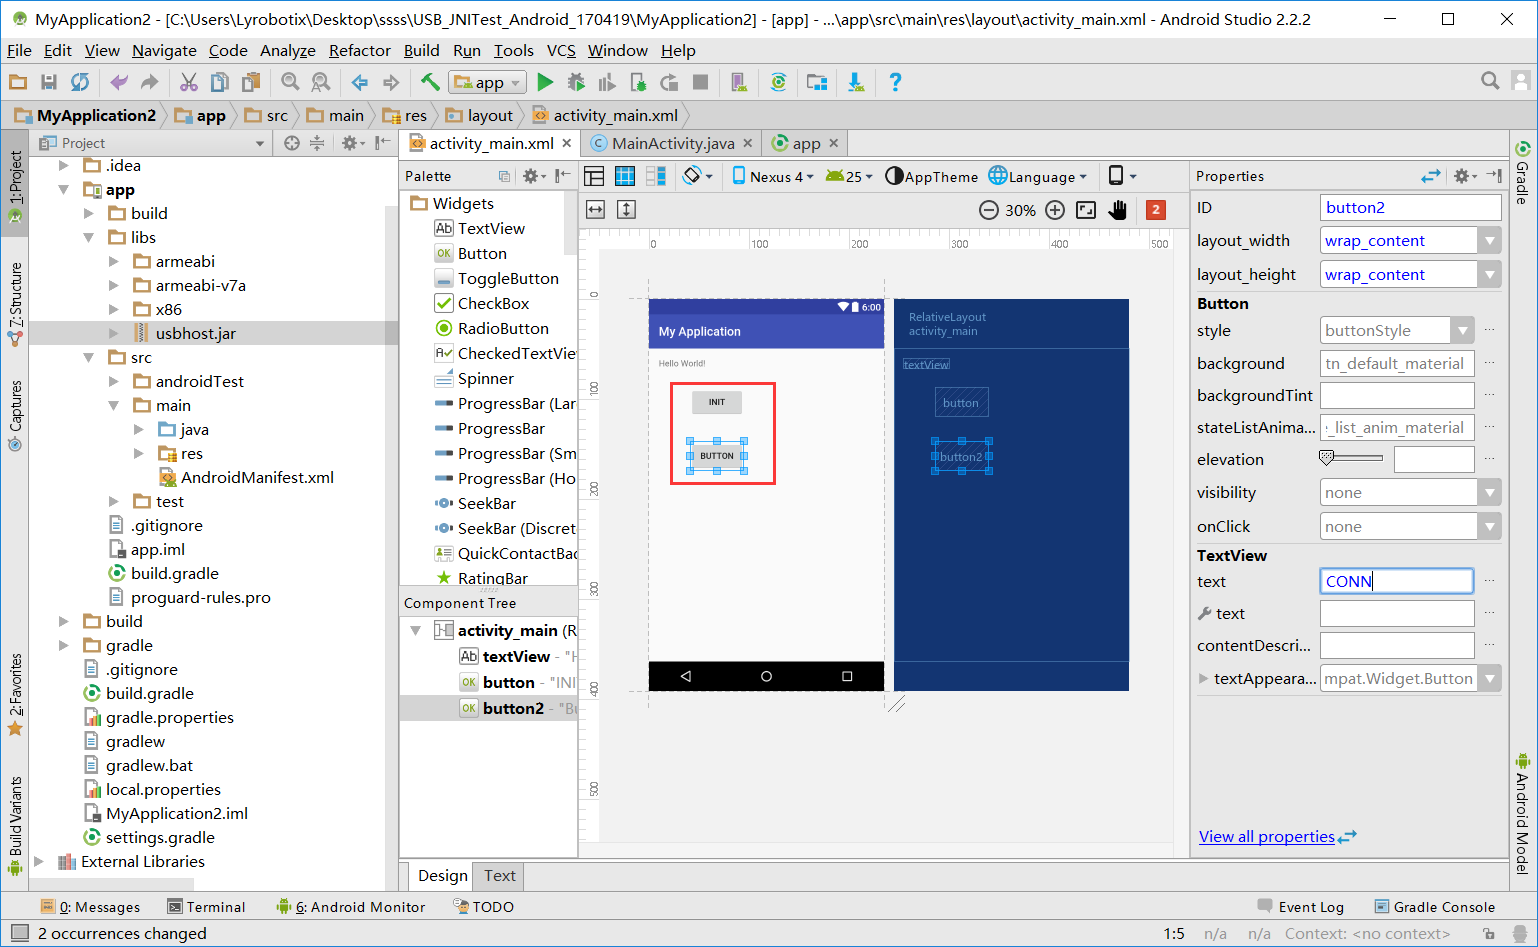 MyApplication2 - [C:\Users\Lyrobotix\Desktop\ssss\USB_JNITest_Android_170419\MyApplication2] - [app] - ...\app\src\main\res\layout\activity_main.xml - Android Studio 2.2.2
File Edit View Navigate Code Analyze Refactor Build Run Tools VCS Window Help
app
MyApplication2 app src main res layout activity_main.xml
1: Project
Z: Structure
Captures
2: Favorites
Build Variants
Project
.idea
app
build
libs
armeabi
armeabi-v7a
x86
usbhost.jar
src
androidTest
main
java
res
AndroidManifest.xml
test
.gitignore
app.iml
build.gradle
proguard-rules.pro
build
gradle
.gitignore
build.gradle
gradle.properties
gradlew
gradlew.bat
local.properties
MyApplication2.iml
settings.gradle
External Libraries
activity_main.xml MainActivity.java app
Palette
Widgets
TextView
Button
ToggleButton
CheckBox
RadioButton
CheckedTextVie
Spinner
ProgressBar (Lar
ProgressBar
ProgressBar (Sm
ProgressBar (Ho
SeekBar
SeekBar (Discret
QuickContactBad
RatingBar
Component Tree
activity_main (R
Ab textView - "H
OK button - "INI
OK button2 - "Bu
Nexus 4 25 AppTheme Language
30% 2
0 100 200 300 400 500
0
100
200
300
400
500
6:00
My Application
Hello World!
INIT
BUTTON
RelativeLayout
activity_main
textView
button
button2
Design Text
Properties
ID button2
layout_width wrap_content
layout_height wrap_content
Button
style buttonStyle ...
background tn_default_material ...
backgroundTint ...
stateListAnima... :_list_anim_material ...
elevation ...
visibility none
onClick none
TextView
text CONN ...
text ...
contentDescri... ...
textAppeara... mpat.Widget.Button
View all properties
Gradle
Android Model
0: Messages Terminal 6: Android Monitor TODO Event Log Gradle Console
2 occurrences changed 1:5 n/a n/a Context: <no context>